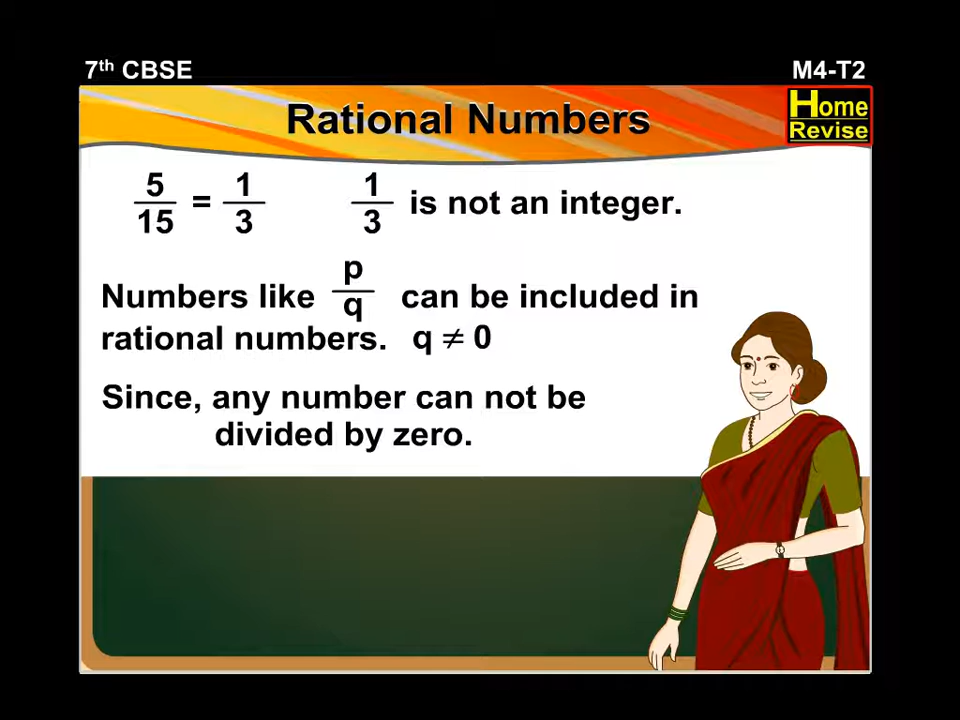 7th CBSE
M4-T2
Rational Numbers
Home
Revise
5/15 = 1/3    1/3 is not an integer.
Numbers like p/q can be included in
rational numbers. q ≠ 0
Since, any number can not be
divided by zero.